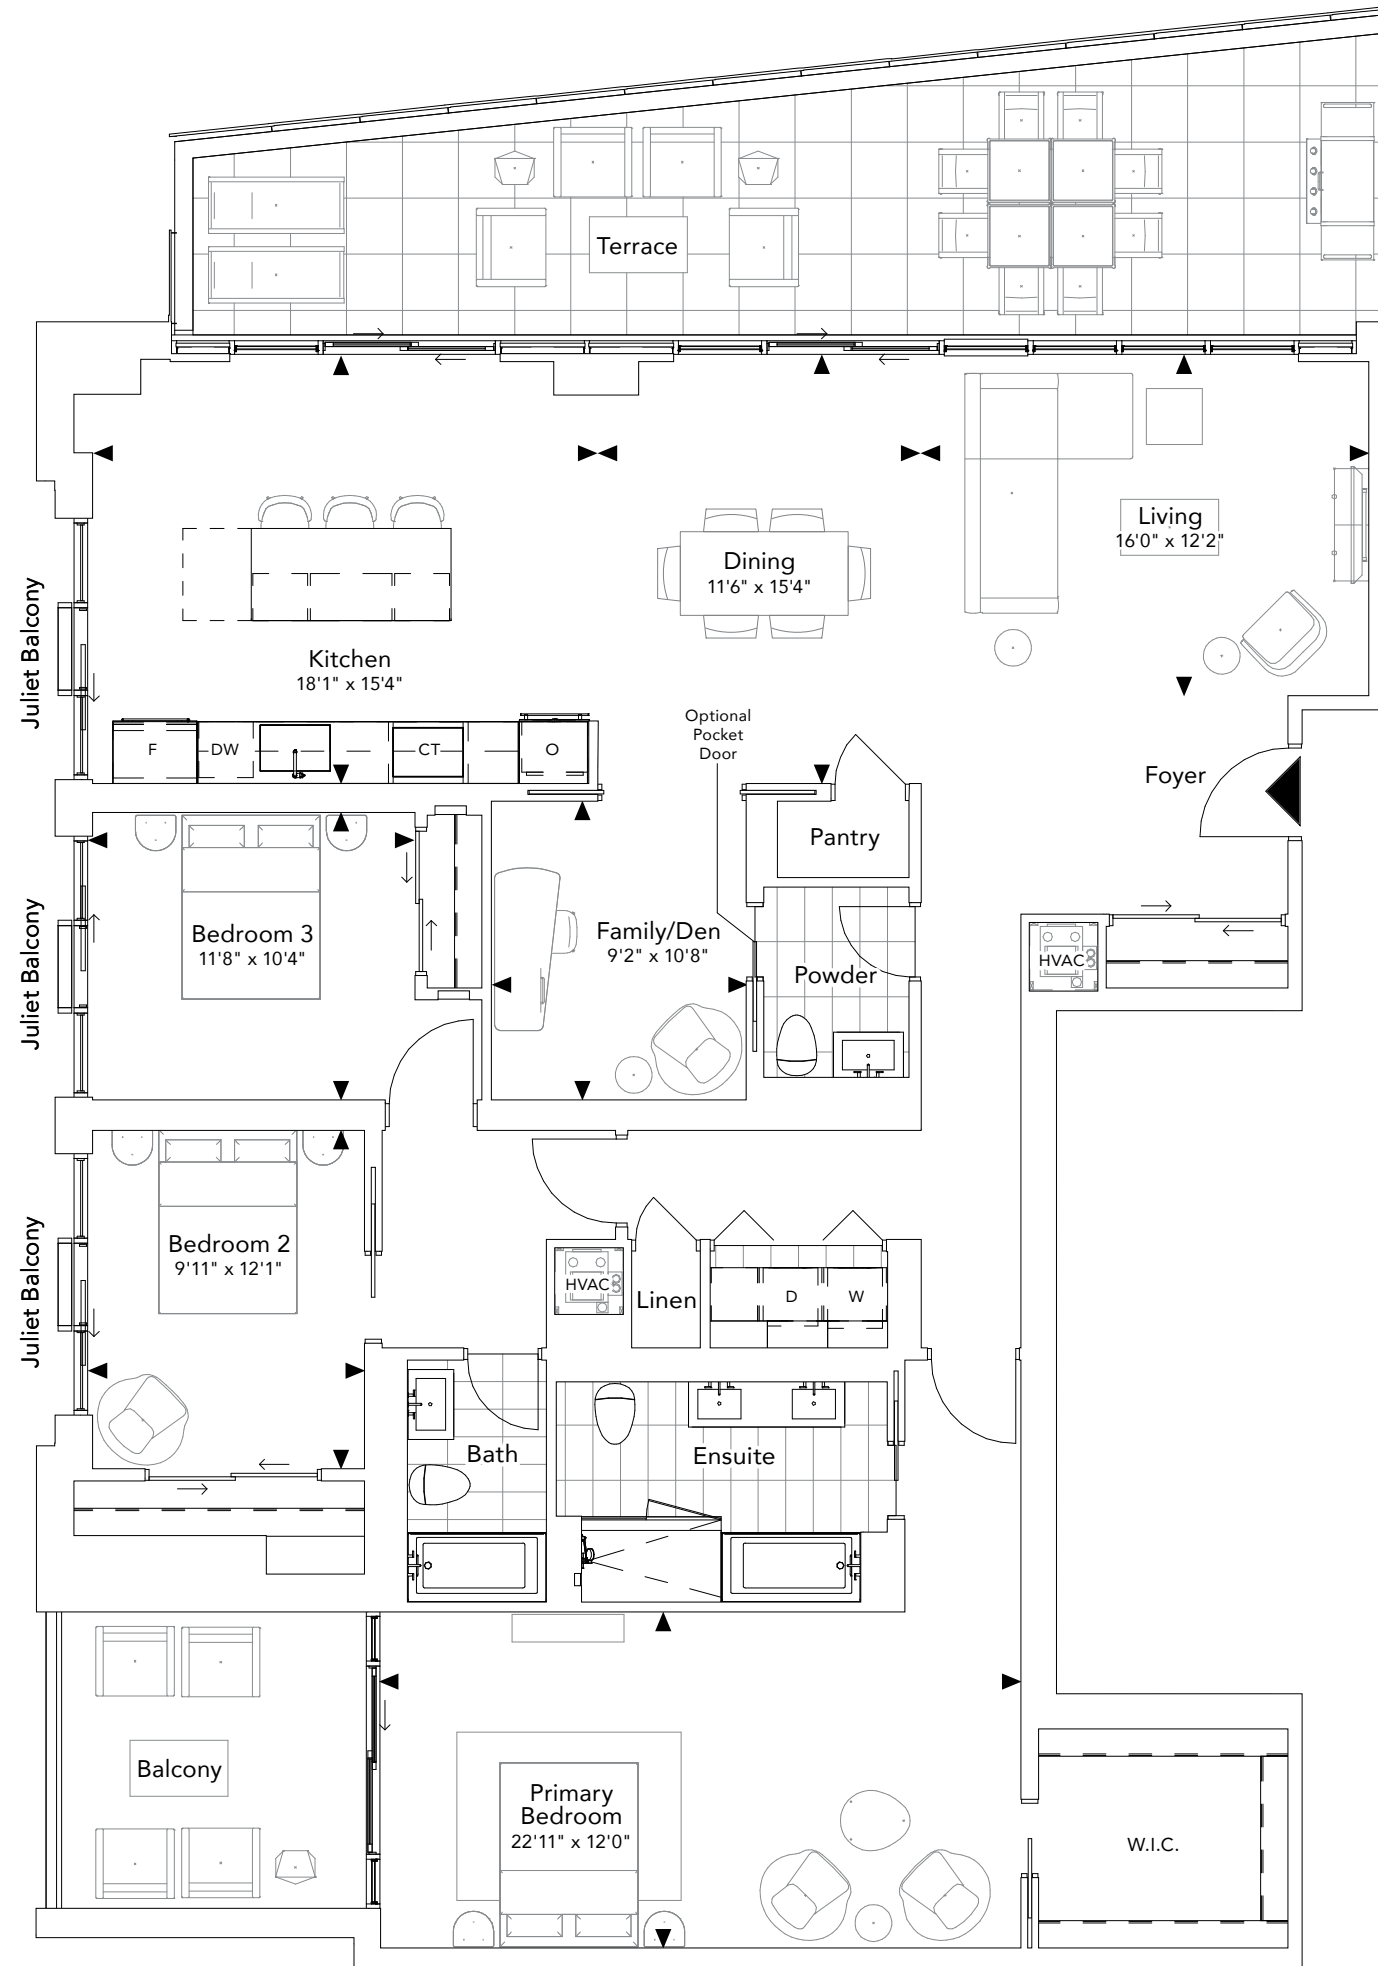 Terrace
Living
16'0" x 12'2"
Dining
11'6" x 15'4"
Kitchen
18'1" x 15'4"
Juliet Balcony
Optional
Pocket
Door
F
DW
CT
O
Foyer
Pantry
Bedroom 3
11'8" x 10'4"
Family/Den
9'2" x 10'8"
Powder
HVAC
Juliet Balcony
Bedroom 2
9'11" x 12'1"
Juliet Balcony
HVAC
Linen
D
W
Bath
Ensuite
Balcony
Primary
Bedroom
22'11" x 12'0"
W.I.C.